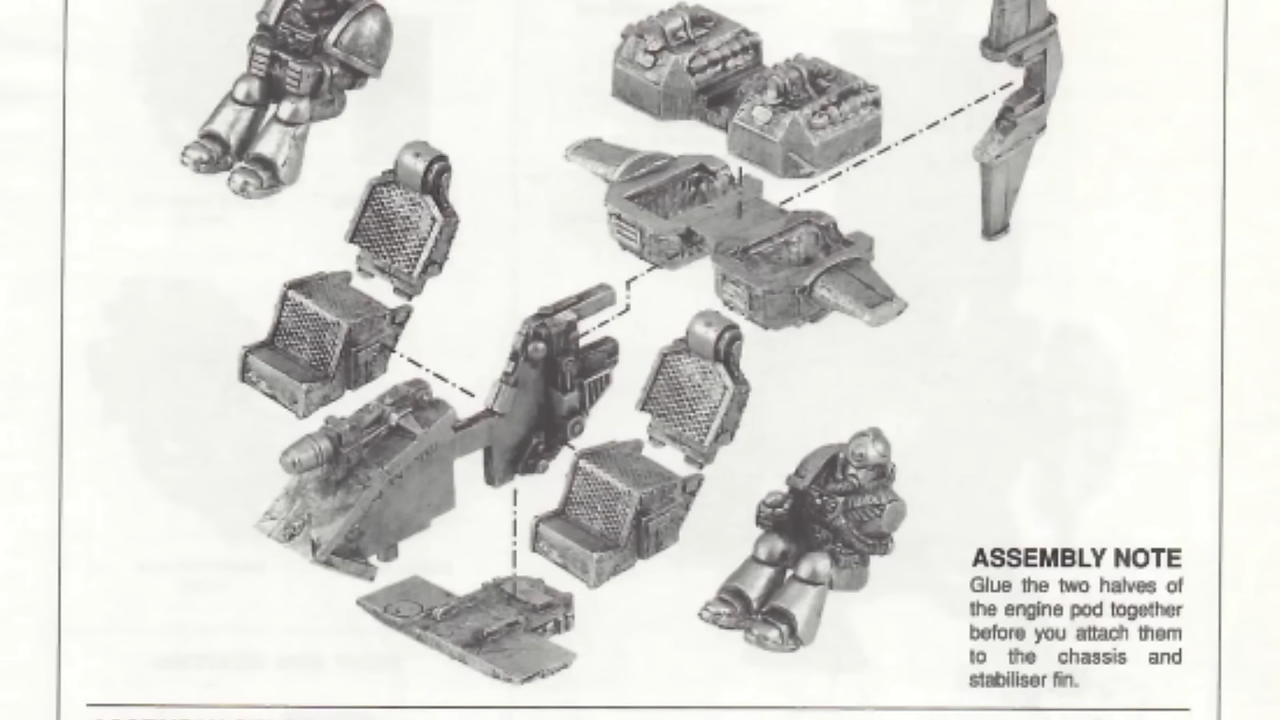 ASSEMBLY NOTE
Glue the two halves of
the engine pod together
before you attach them
to the chassis and
stabiliser fin.